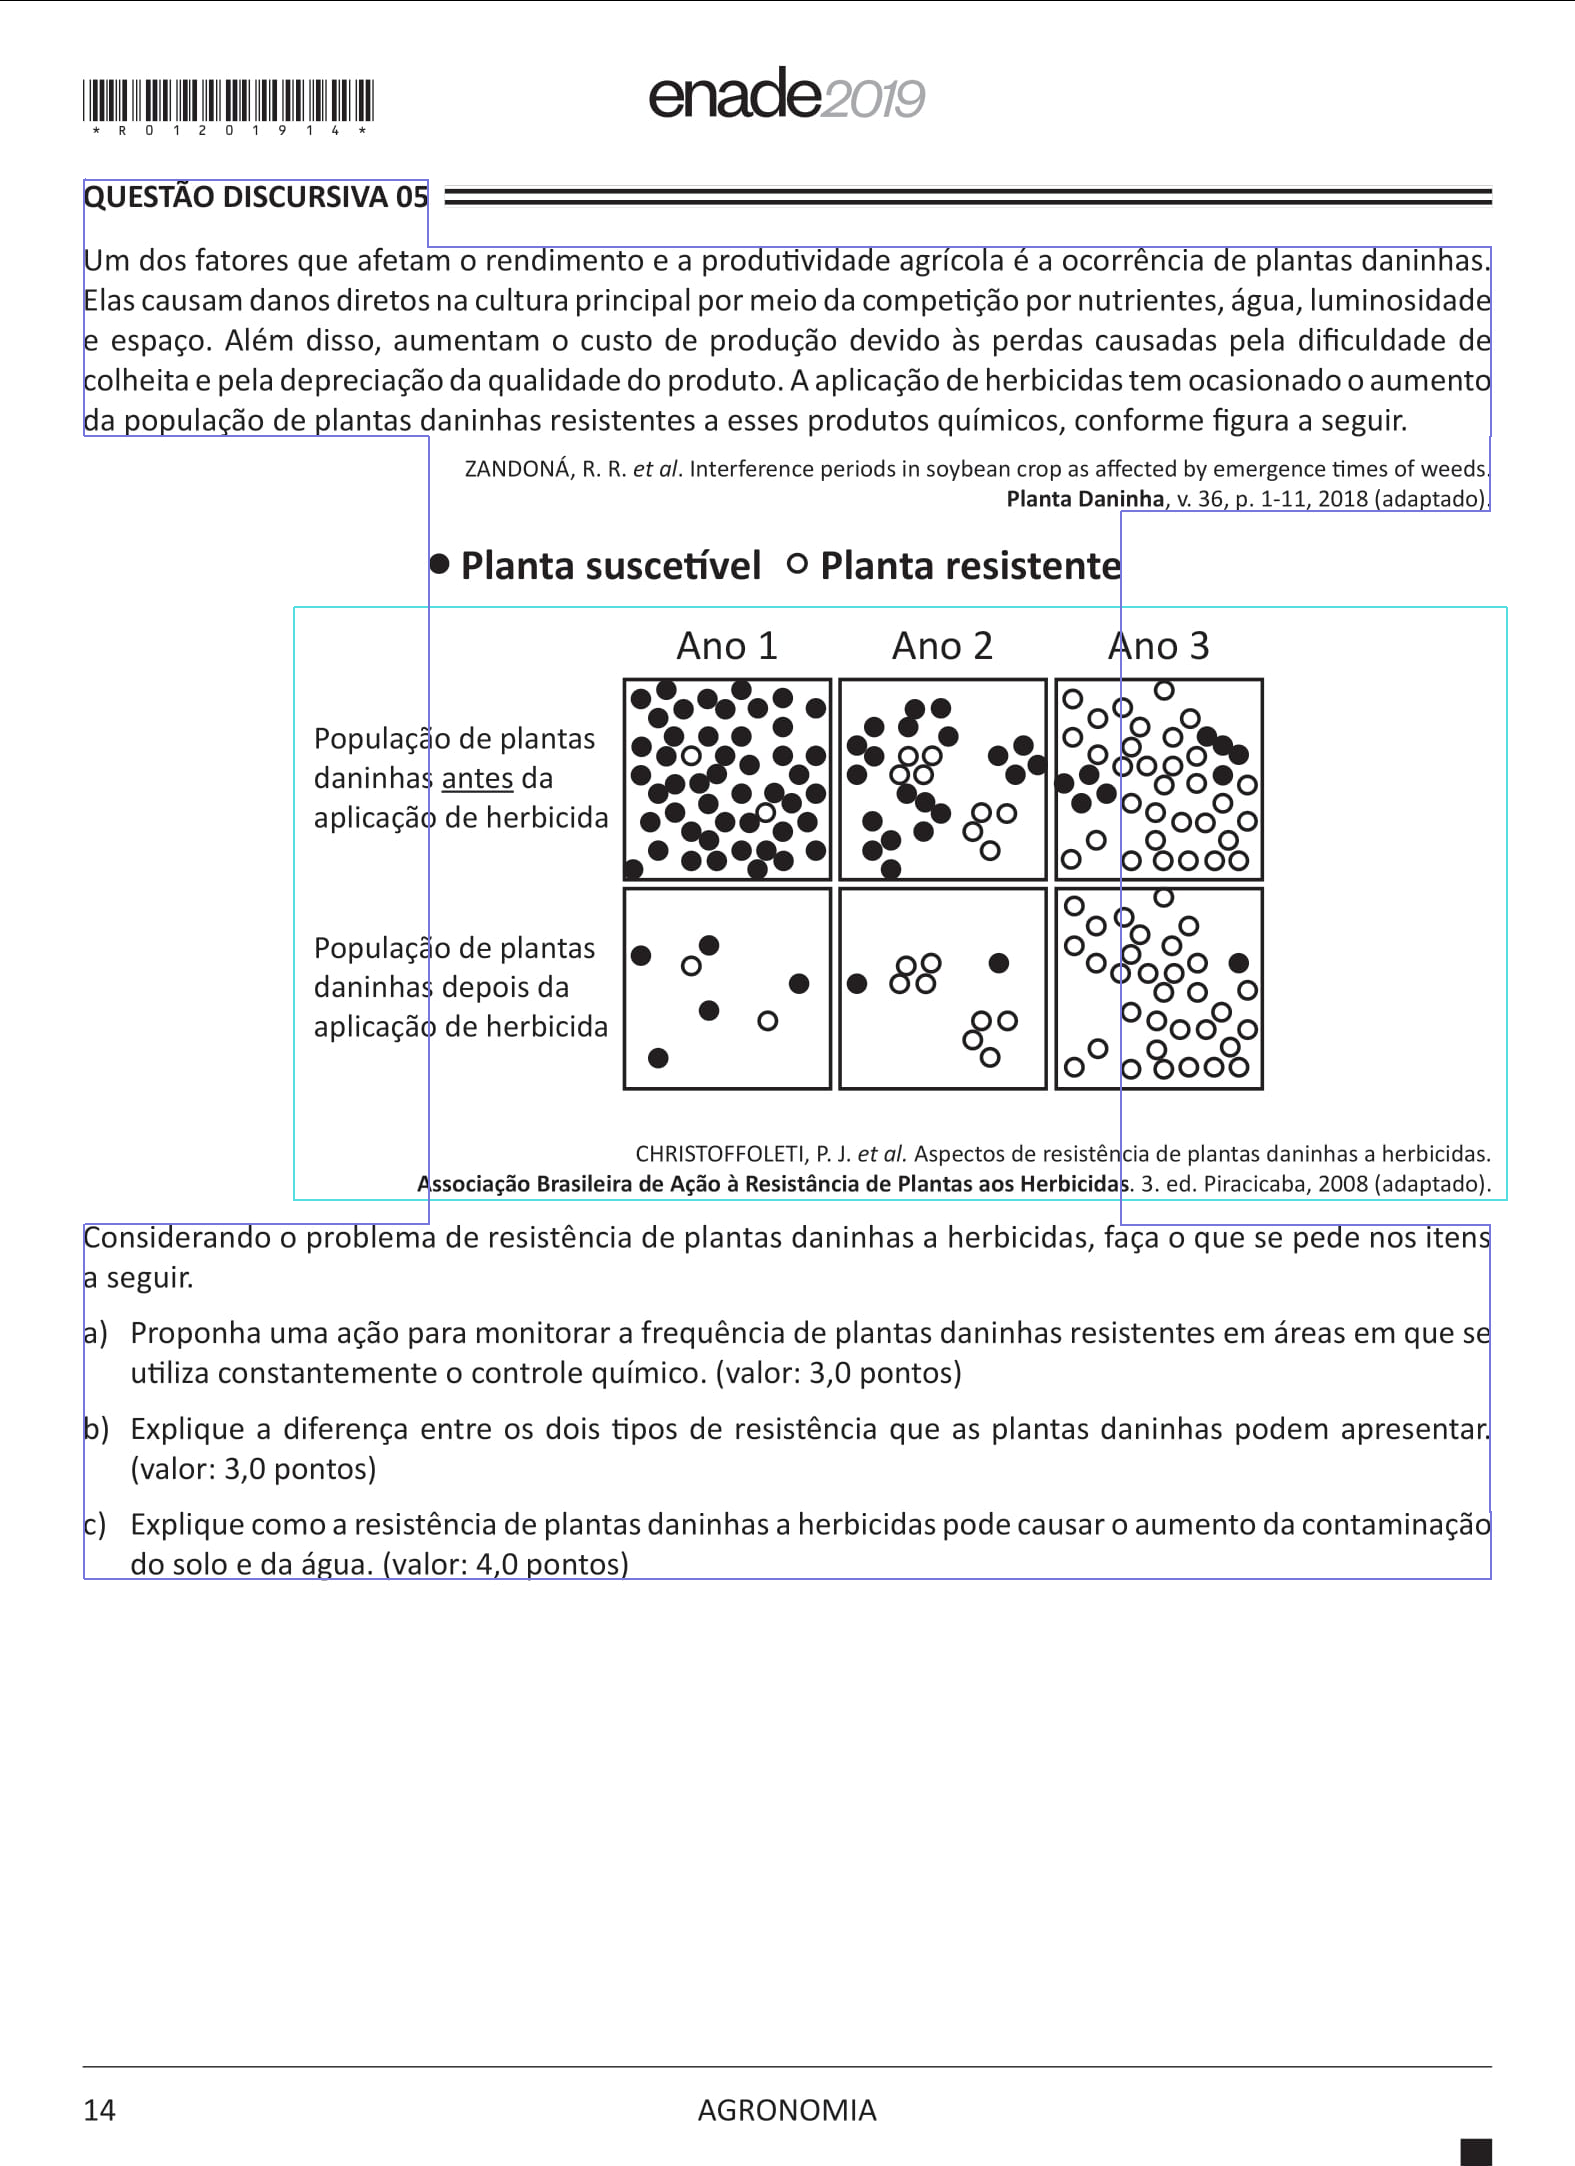 *R01201914*
enade2019
QUESTÃO DISCURSIVA 05
Um dos fatores que afetam o rendimento e a produtividade agrícola é a ocorrência de plantas daninhas.
Elas causam danos diretos na cultura principal por meio da competição por nutrientes, água, luminosidade
e espaço. Além disso, aumentam o custo de produção devido às perdas causadas pela dificuldade de
colheita e pela depreciação da qualidade do produto. A aplicação de herbicidas tem ocasionado o aumento
da população de plantas daninhas resistentes a esses produtos químicos, conforme figura a seguir.
ZANDONÁ, R. R. et al. Interference periods in soybean crop as affected by emergence times of weeds.
Planta Daninha, v. 36, p. 1-11, 2018 (adaptado).
Planta suscetível Planta resistente
Ano 1 Ano 2 Ano 3
População de plantas
daninhas antes da
aplicação de herbicida
População de plantas
daninhas depois da
aplicação de herbicida
CHRISTOFFOLETI, P. J. et al. Aspectos de resistência de plantas daninhas a herbicidas.
Associação Brasileira de Ação à Resistância de Plantas aos Herbicidas. 3. ed. Piracicaba, 2008 (adaptado).
Considerando o problema de resistência de plantas daninhas a herbicidas, faça o que se pede nos itens
a seguir.
a) Proponha uma ação para monitorar a frequência de plantas daninhas resistentes em áreas em que se
utiliza constantemente o controle químico. (valor: 3,0 pontos)
b) Explique a diferença entre os dois tipos de resistência que as plantas daninhas podem apresentar.
(valor: 3,0 pontos)
c) Explique como a resistência de plantas daninhas a herbicidas pode causar o aumento da contaminação
do solo e da água. (valor: 4,0 pontos)
14
AGRONOMIA